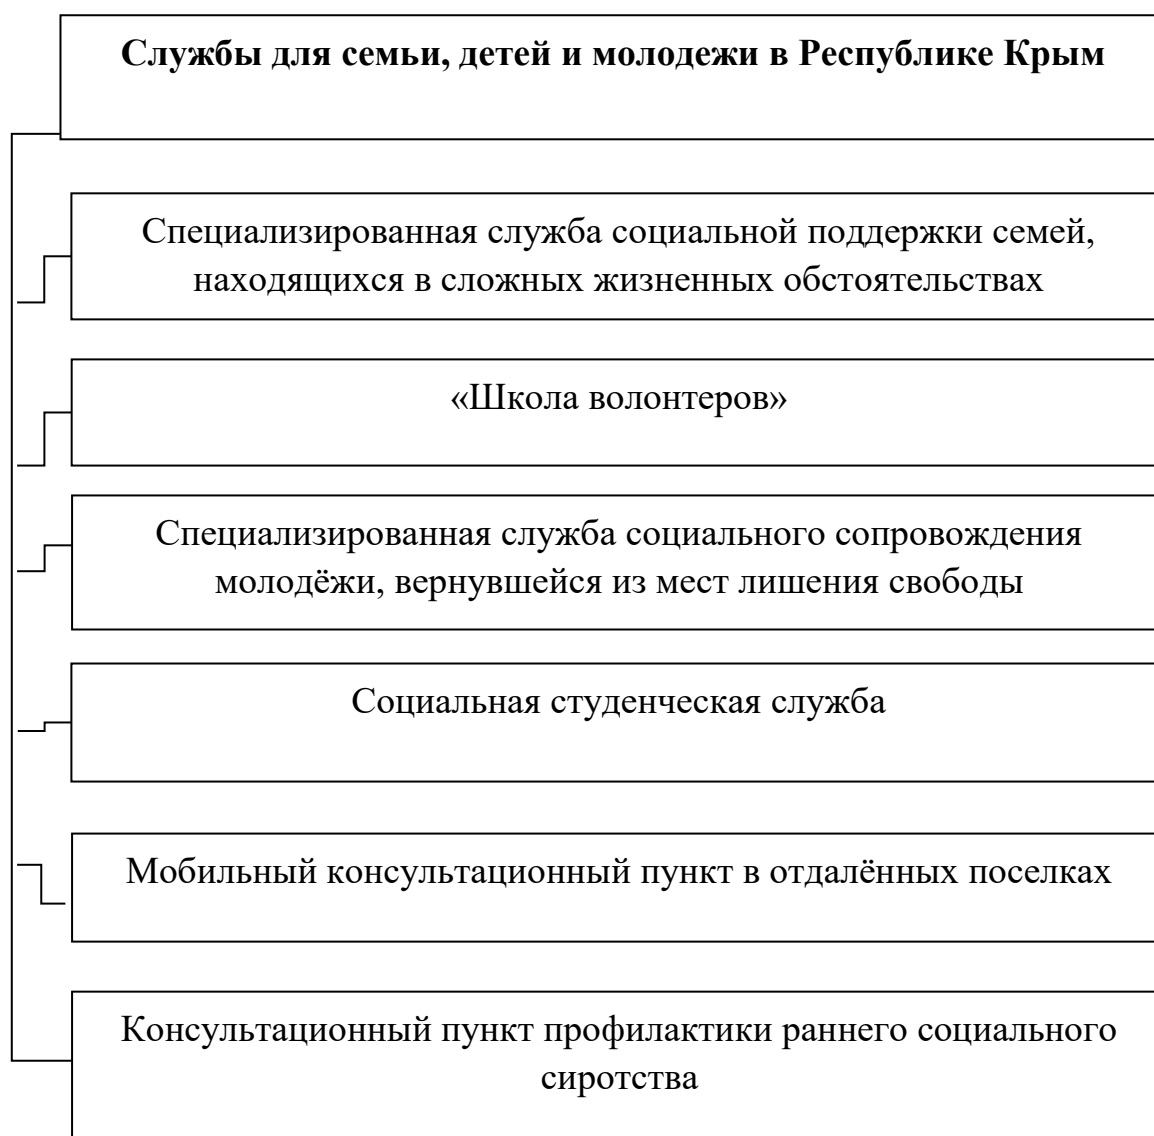 Службы для семьи, детей и молодежи в Республике Крым
Специализированная служба социальной поддержки семей,
находящихся в сложных жизненных обстоятельствах
«Школа волонтеров»
Специализированная служба социального сопровождения
молодёжи, вернувшейся из мест лишения свободы
Социальная студенческая служба
Мобильный консультационный пункт в отдалённых поселках
Консультационный пункт профилактики раннего социального
сиротства